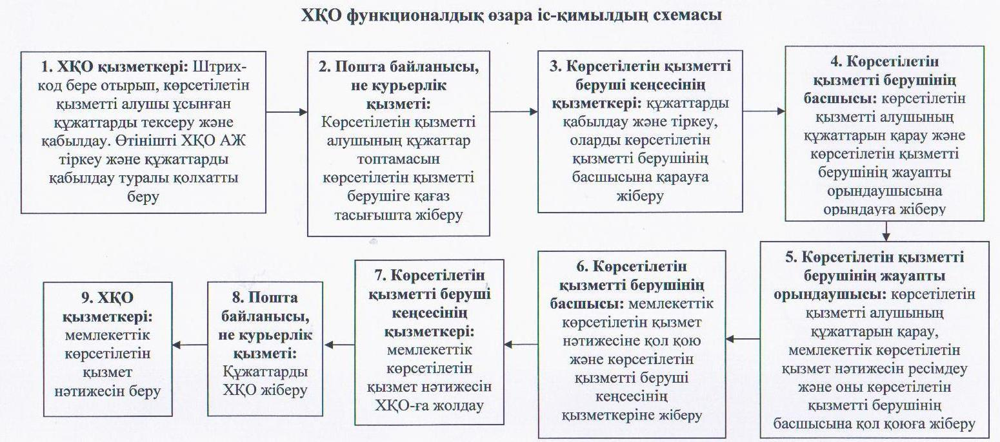 ХҚО функционалдық өзара іс-қимылдың схемасы
1. ХҚО қызметкері: Штрих-
код бере отырып, көрсетілетін
қызметті алушы ұсынған
құжаттарды тексеру және
қабылдау. Өтінішті ХҚО АЖ
тіркеу және құжаттарды
қабылдау туралы қолхатты
беру
2. Пошта байланысы,
не курьерлік
қызметі:
Көрсетілетін қызметті
алушының құжаттар
топтамасын
көрсетілетін қызметті
берушіге қағаз
тасығышта жіберу
3. Көрсетілетін қызметті
беруші кеңсесінің
қызметкері: құжаттарды
қабылдау және тіркеу,
оларды көрсетілетін
қызметті берушінің
басшысына қарауға
жіберу
4. Көрсетілетін
қызметті берушінің
басшысы: көрсетілетін
қызметті алушының
құжаттарын қарау және
көрсетілетін қызметті
берушінің жауапты
орындаушысына
орындауға жіберу
5. Көрсетілетін қызметті
берушінің жауапты
орындаушысы: көрсетілетін
қызметті алушының
құжаттарын қарау,
мемлекеттік көрсетілетін
қызмет нәтижесін ресімдеу
және оны көрсетілетін
қызметті берушінің
басшысына қол қоюға жіберу
6. Көрсетілетін
қызметті берушінің
басшысы: мемлекеттік
көрсетілетін қызмет
нәтижесіне қол қою
және көрсетілетін
қызметті беруші
кеңсесінің
қызметкеріне жіберу
7. Көрсетілетін
қызметті беруші
кеңсесінің
қызметкері:
мемлекеттік
көрсетілетін
қызмет нәтижесін
ХҚО-ға жолдау
8. Пошта
байланысы,
не курьерлік
қызметі:
Құжаттарды
ХҚО жіберу
9. ХҚО
қызметкері:
мемлекеттік
көрсетілетін
қызмет
нәтижесін беру